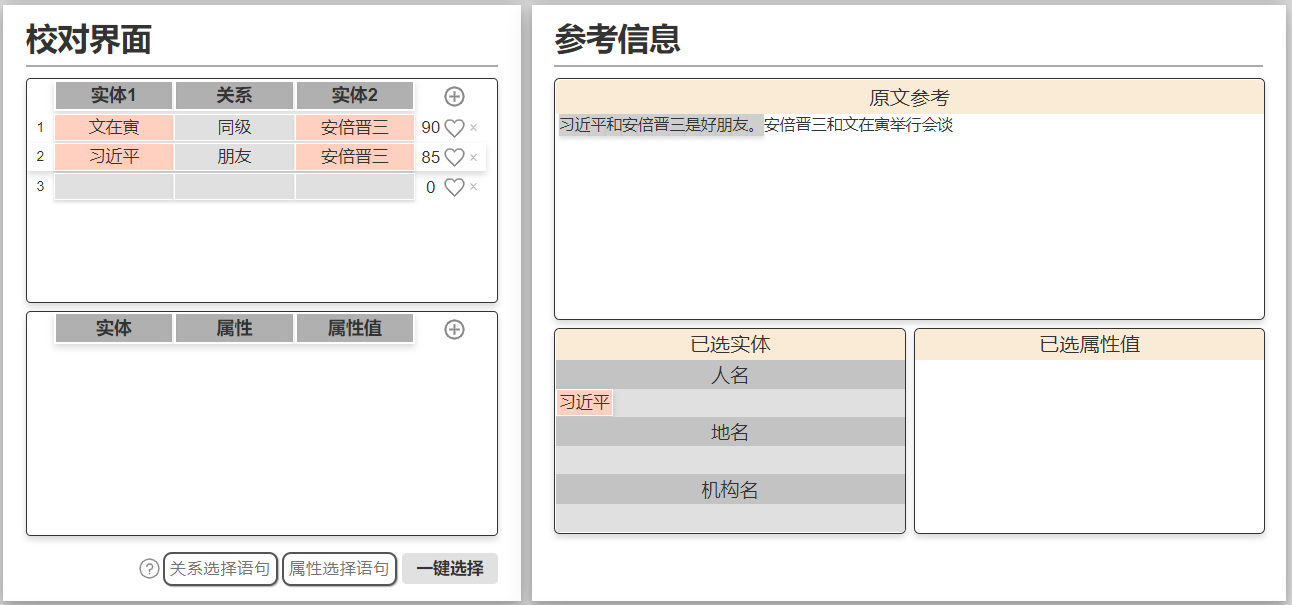 校对界面
实体1 关系 实体2
1 文在寅 同级 安倍晋三 90 ×
2 习近平 朋友 安倍晋三 85 ×
3 0 ×
实体 属性 属性值
? 关系选择语句 属性选择语句 一键选择
参考信息
原文参考
习近平和安倍晋三是好朋友。安倍晋三和文在寅举行会谈
已选实体
人名
习近平
地名
机构名
已选属性值